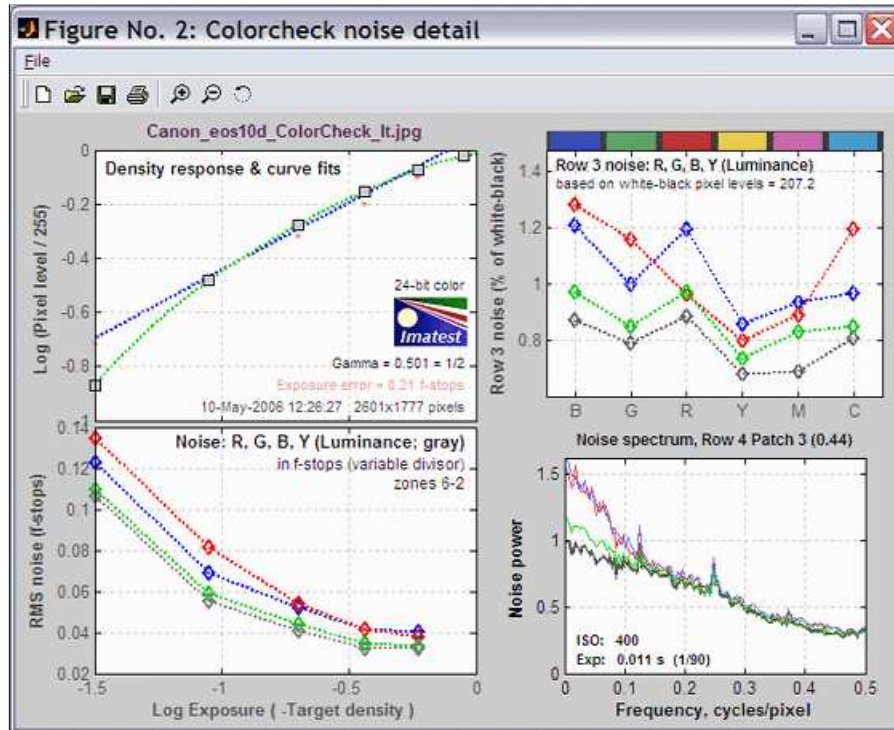 Figure No. 2: Colorcheck noise detail
File
Canon_eos10d_ColorCheck_lt.jpg
Density response & curve fits
0
-0.2
-0.4
-0.6
-0.8
-1
Log (Pixel level / 255)
24-bit color
Imatest
Gamma = 0.501 = 1/2
Exposure error = 0.21 f-stops
10-May-2006 12:26:27 2601x1777 pixels
Row 3 noise: R, G, B, Y (Luminance)
based on white-black pixel levels = 207.2
1.4
1.2
1
0.8
Row 3 noise (% of white-black)
B G R Y M C
Noise: R, G, B, Y (Luminance; gray)
in f-stops (variable divisor)
zones 6-2
0.14
0.12
0.1
0.08
0.06
0.04
0.02
RMS noise (f-stops)
-1.5 -1 -0.5 0
Log Exposure ( -Target density )
Noise spectrum, Row 4 Patch 3 (0.44)
1.5
1
0.5
0
Noise power
ISO: 400
Exp: 0.011 s (1/90)
0 0.1 0.2 0.3 0.4 0.5
Frequency, cycles/pixel